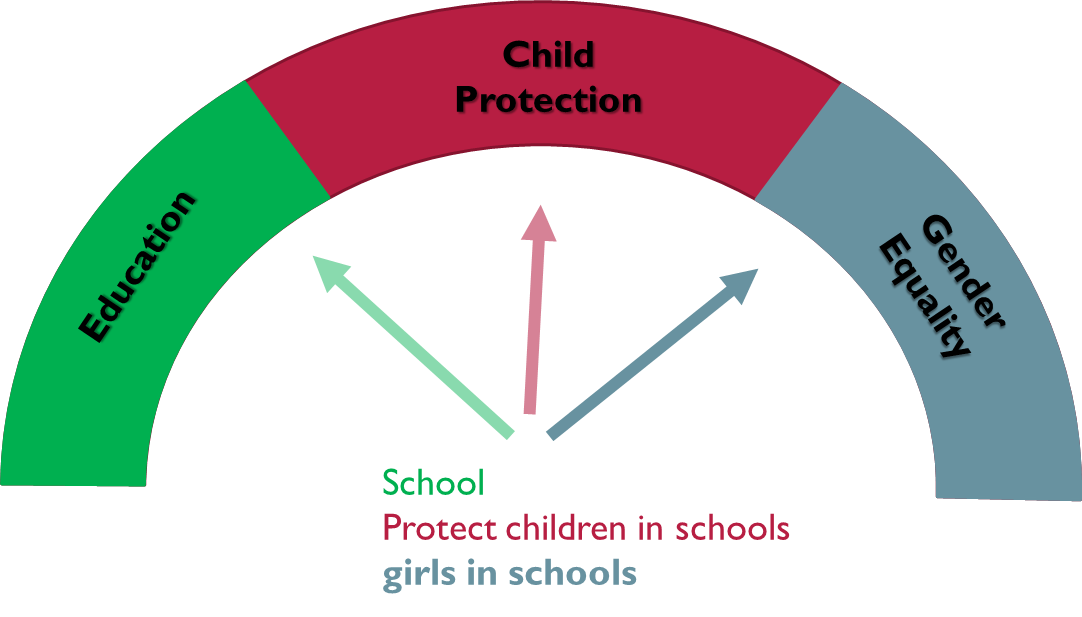 Child
Protection
Education
Gender
Equality
School
Protect children in schools
girls in schools